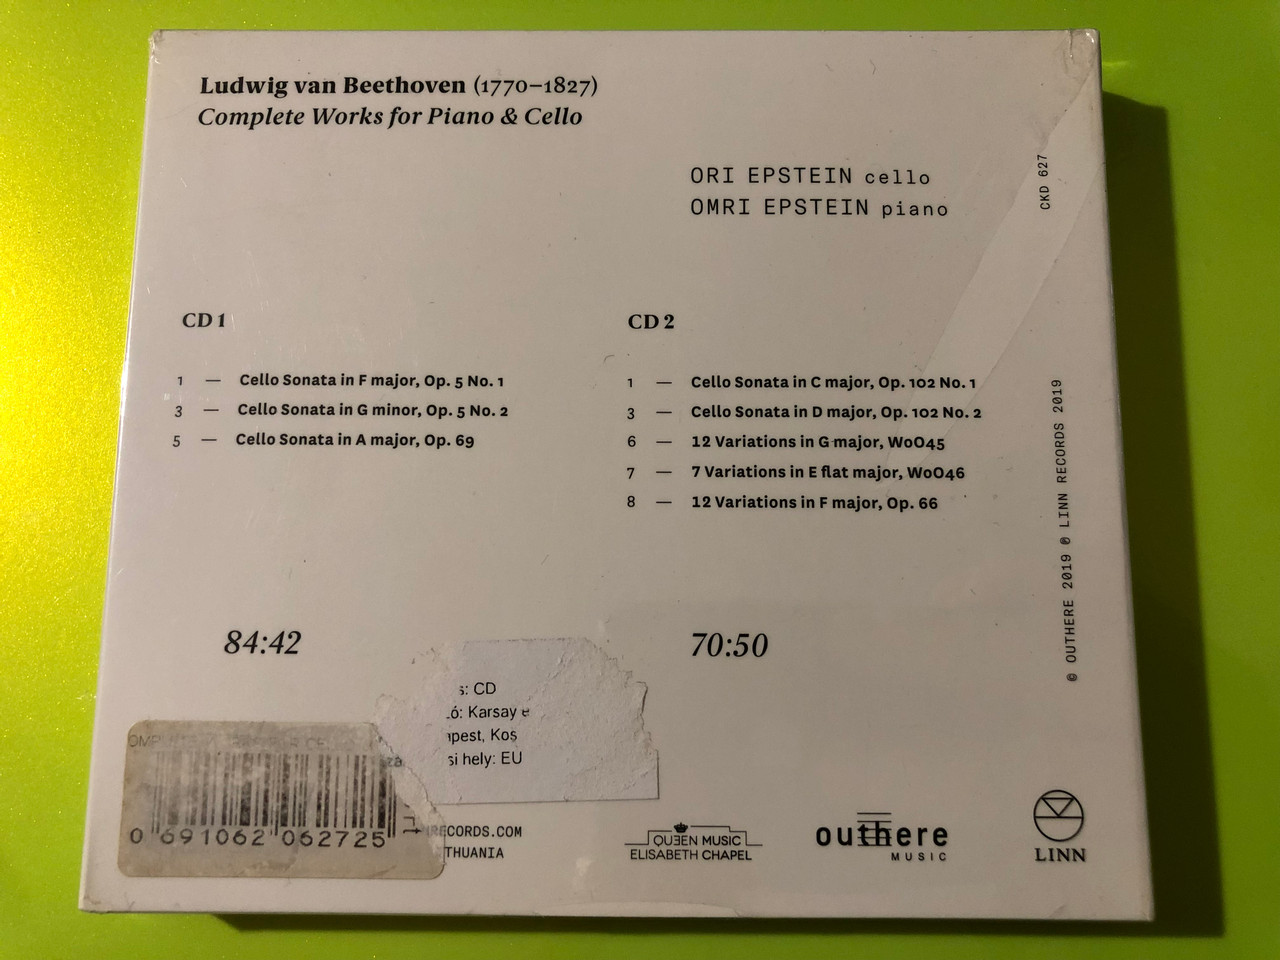 Ludwig van Beethoven (1770–1827)
Complete Works for Piano & Cello
ORI EPSTEIN cello
OMRI EPSTEIN piano
CKD 627
CD 1
1 — Cello Sonata in F major, Op. 5 No. 1
3 — Cello Sonata in G minor, Op. 5 No. 2
5 — Cello Sonata in A major, Op. 69
84:42
CD 2
1 — Cello Sonata in C major, Op. 102 No. 1
3 — Cello Sonata in D major, Op. 102 No. 2
6 — 12 Variations in G major, WoO45
7 — 7 Variations in E flat major, WoO46
8 — 12 Variations in F major, Op. 66
70:50
© OUTHERE 2019 ℗ LINN RECORDS 2019
s: CD
ló: Karsay
apest, Kos
si hely: EU
0 691062 062725
RECORDS.COM
THUANIA
QUEEN MUSIC
ELISABETH CHAPEL
outhere
MUSIC
LINN